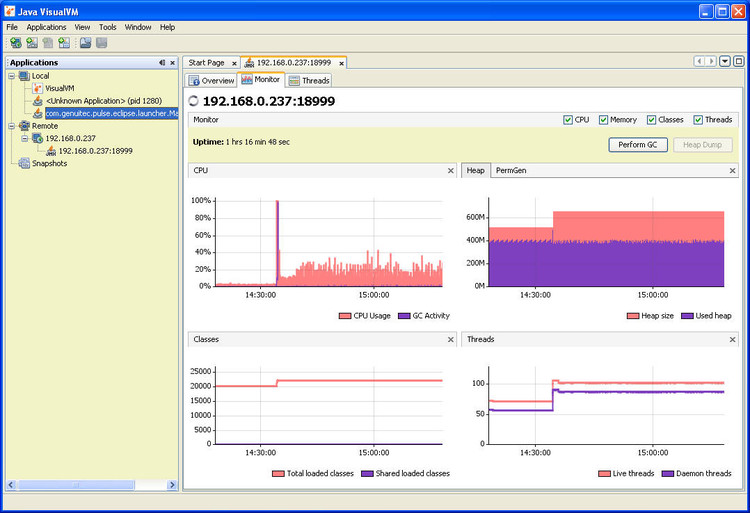 Java VisualVM
File Applications View Tools Window Help
Applications
Local
VisualVM
<Unknown Application> (pid 1280)
com.genuitec.pulse.eclipse.launcher.Ma
Remote
192.168.0.237
192.168.0.237:18999
Snapshots
Start Page 192.168.0.237:18999
Overview Monitor Threads
192.168.0.237:18999
Monitor CPU Memory Classes Threads
Uptime: 1 hrs 16 min 48 sec Perform GC Heap Dump
CPU
100%
80%
60%
40%
20%
0%
14:30:00 15:00:00
CPU Usage GC Activity
Heap PermGen
600M
400M
200M
0M
14:30:00 15:00:00
Heap size Used heap
Classes
25000
20000
15000
10000
5000
0
14:30:00 15:00:00
Total loaded classes Shared loaded classes
Threads
100
50
0
14:30:00 15:00:00
Live threads Daemon threads